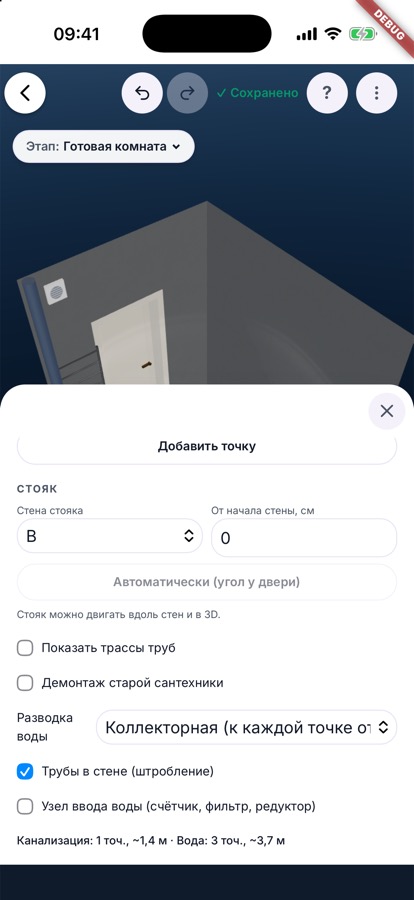 09:41
DEBUG
✓ Сохранено
?
Этап: Готовая комната
Добавить точку
СТОЯК
Стена стояка
От начала стены, см
B
0
Автоматически (угол у двери)
Стояк можно двигать вдоль стен и в 3D.
Показать трассы труб
Демонтаж старой сантехники
Разводка
воды
Коллекторная (к каждой точке от
Трубы в стене (штробление)
Узел ввода воды (счётчик, фильтр, редуктор)
Канализация: 1 точ., ~1,4 м · Вода: 3 точ., ~3,7 м